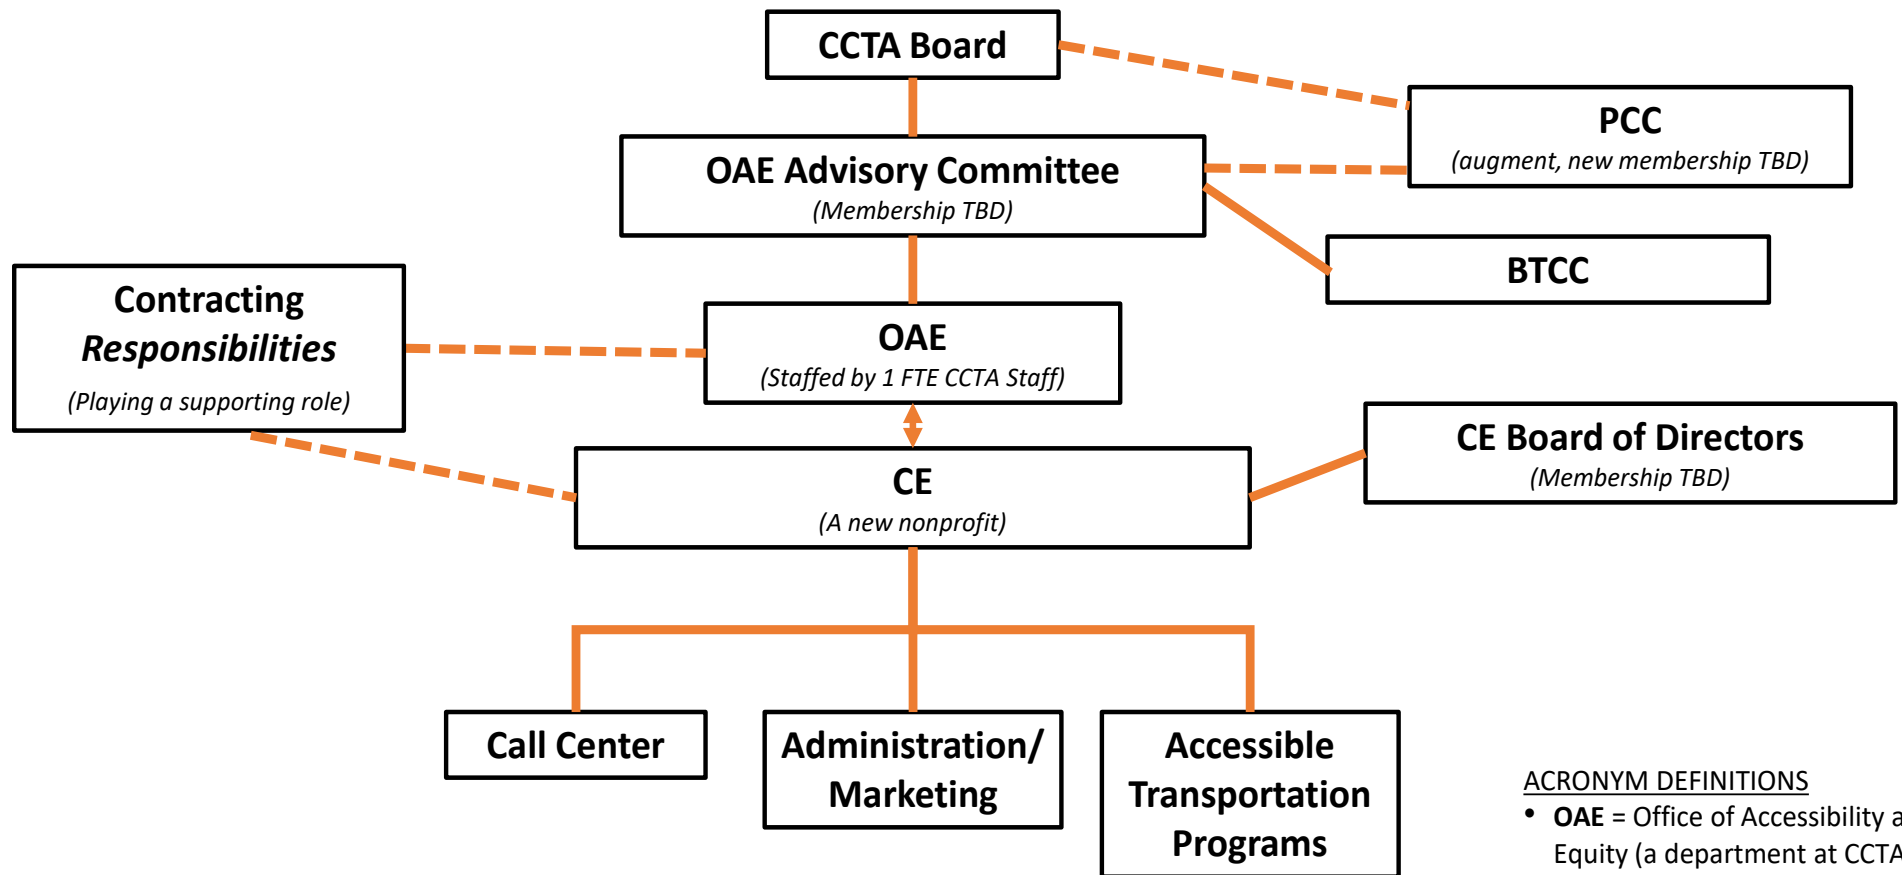 CCTA Board
PCC
(augment, new membership TBD)
OAE Advisory Committee
(Membership TBD)
BTCC
Contracting
Responsibilities
(Playing a supporting role)
OAE
(Staffed by 1 FTE CCTA Staff)
CE Board of Directors
(Membership TBD)
CE
(A new nonprofit)
Call Center
Administration/
Marketing
Accessible
Transportation
Programs
ACRONYM DEFINITIONS
• OAE = Office of Accessibility a
Equity (a department at CCTA